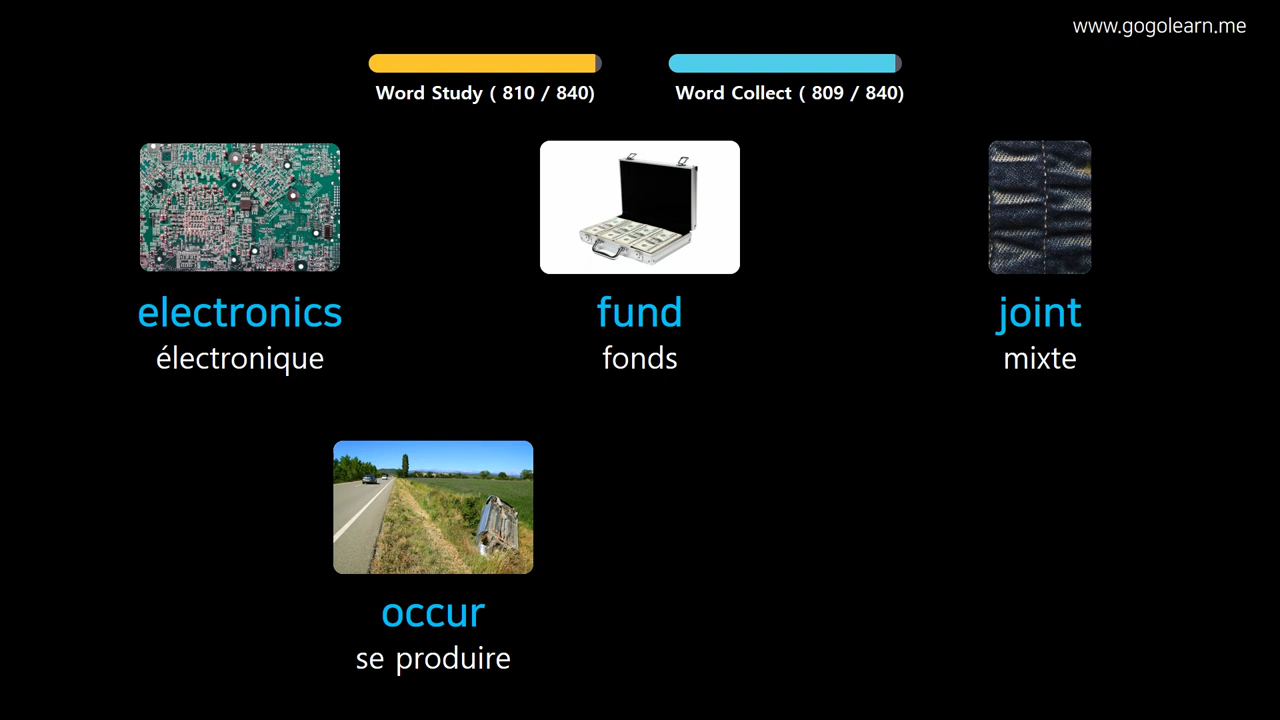 www.gogolearn.me
Word Study ( 810 / 840)
Word Collect ( 809 / 840)
electronics
électronique
fund
fonds
joint
mixte
occur
se produire